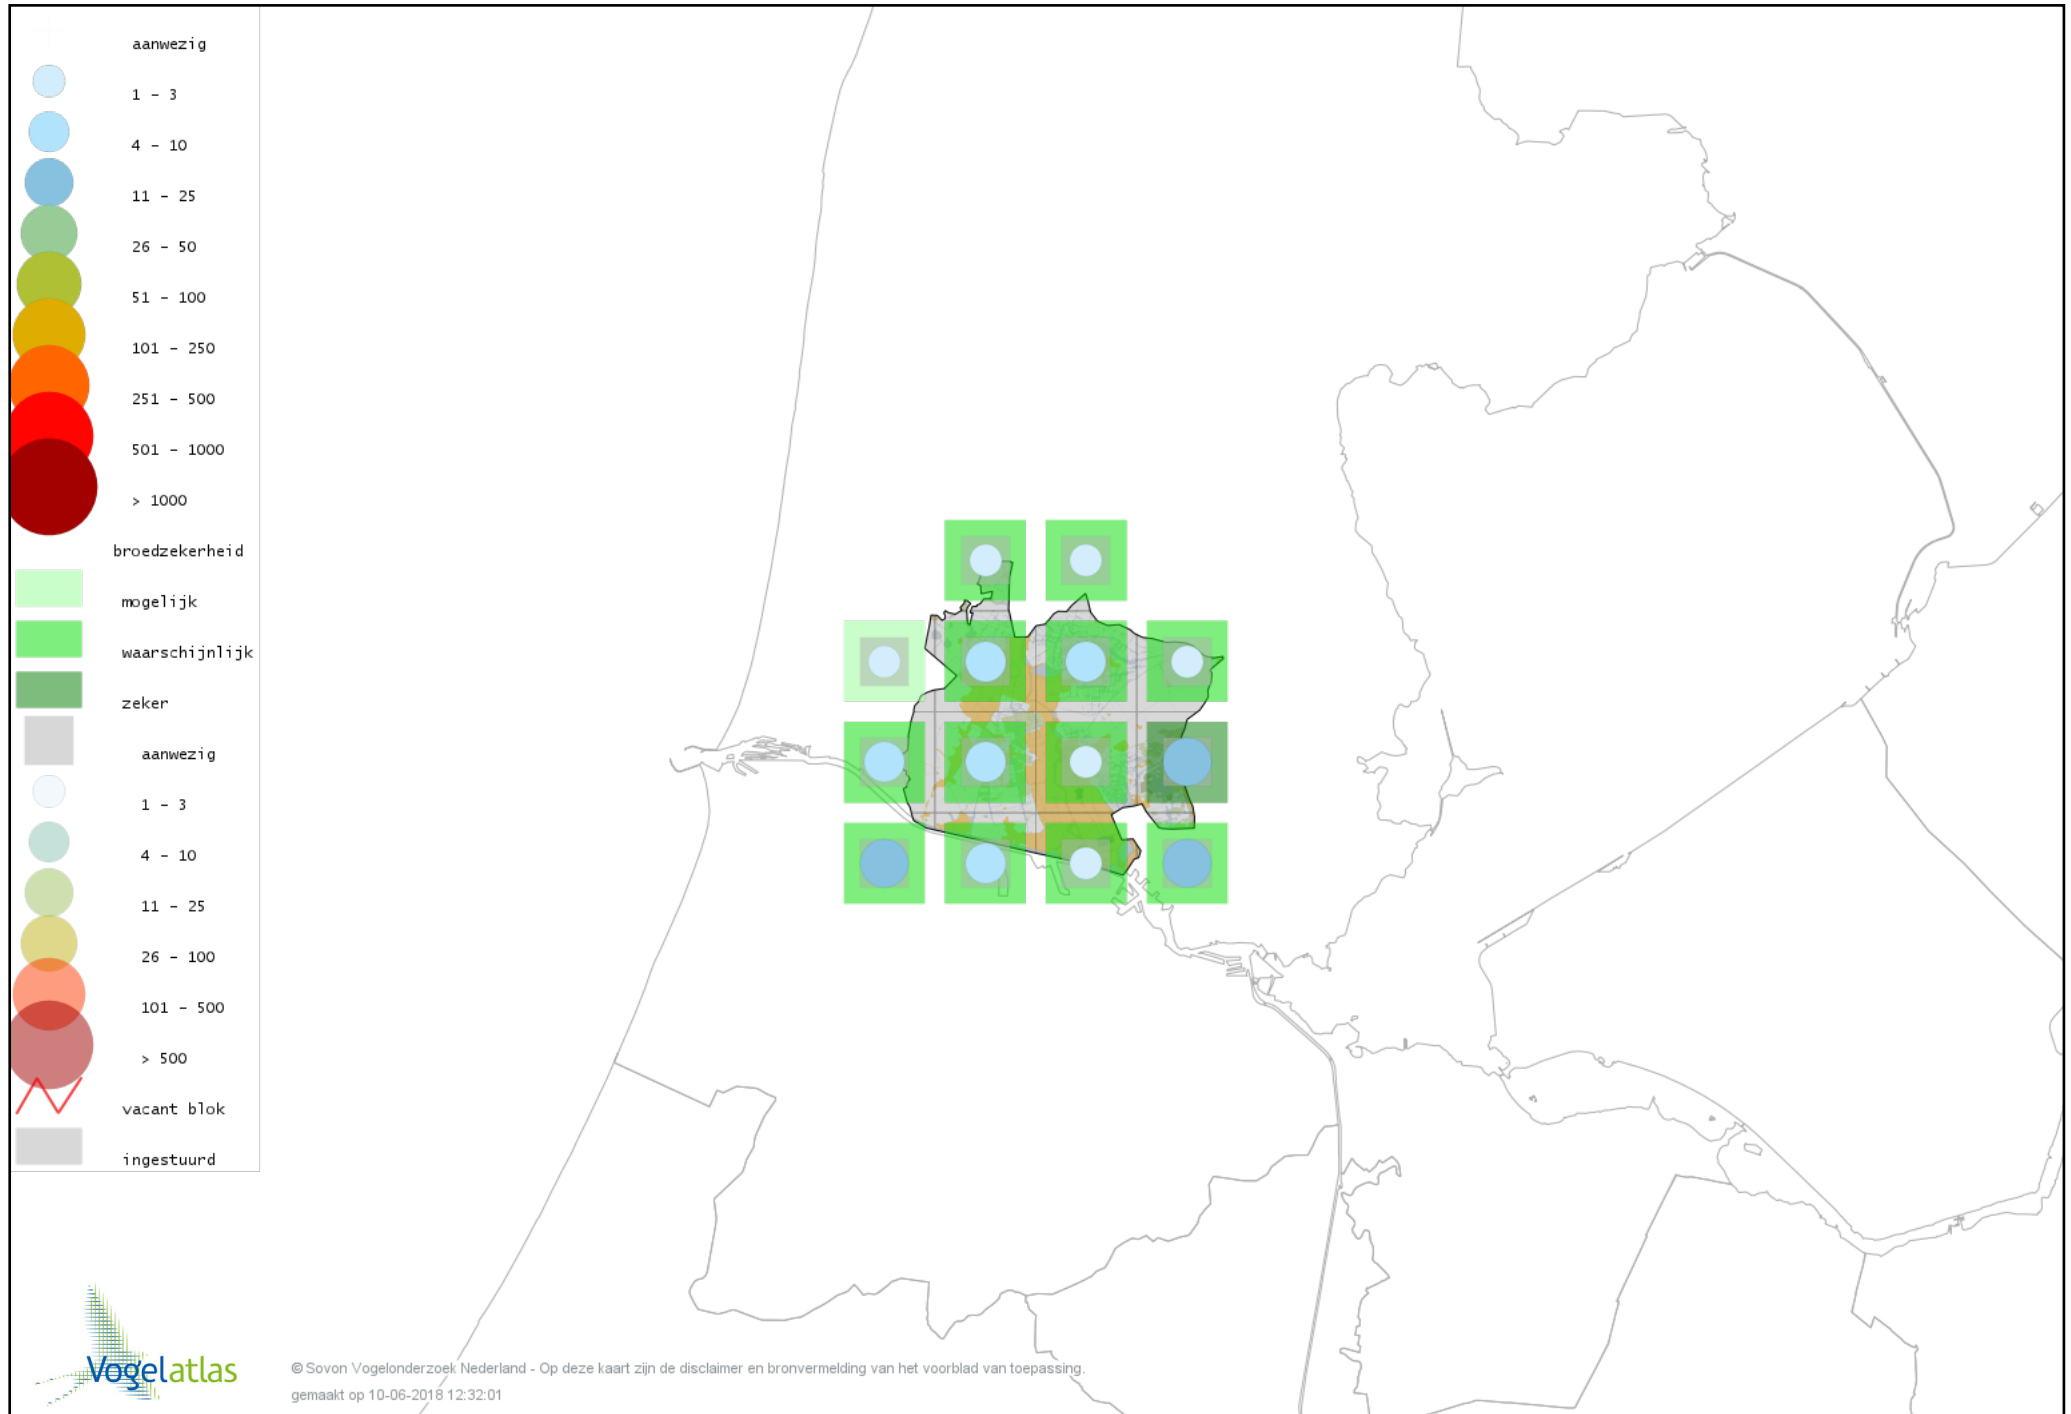 aanwezig
1 - 3
4 - 10
11 - 25
26 - 50
51 - 100
101 - 250
251 - 500
501 - 1000
> 1000
broedzekerheid
mogelijk
waarschijnlijk
zeker
aanwezig
1 - 3
4 - 10
11 - 25
26 - 100
101 - 500
> 500
vacant blok
ingestuurd
Vogelatlas
© Sovon Vogelonderzoek Nederland - Op deze kaart zijn de disclaimer en bronvermelding van het voorblad van toepassing.
gemaakt op 10-06-2018 12:32:01